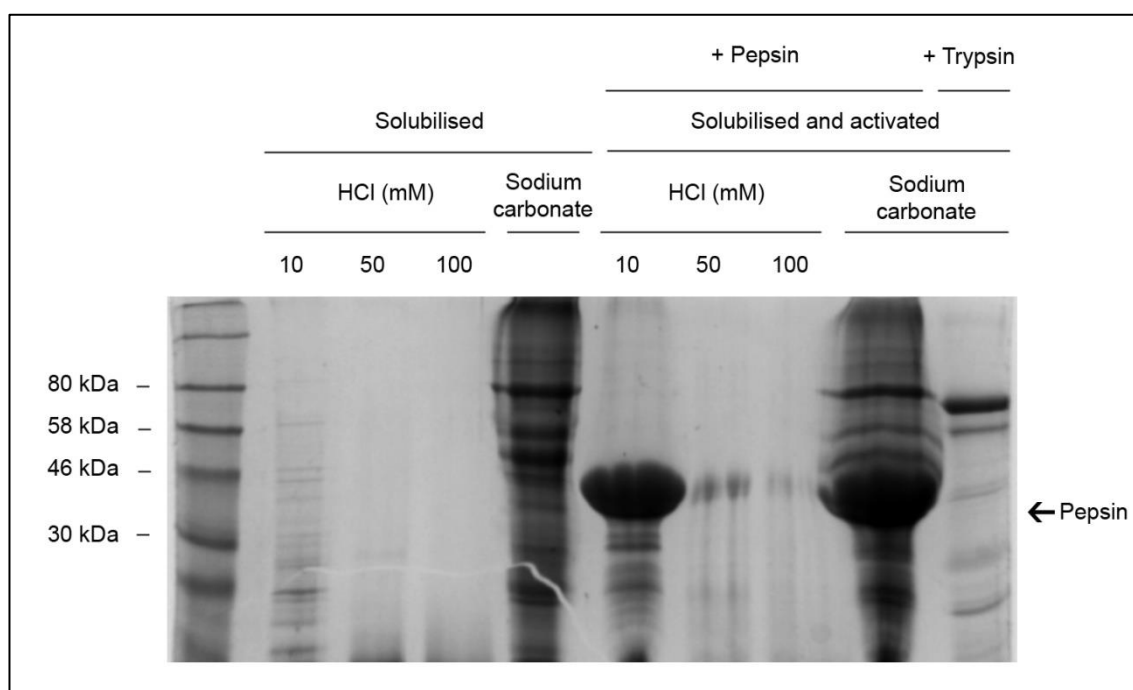 + Pepsin + Trypsin
Solubilised Solubilised and activated
HCl (mM) Sodium carbonate HCl (mM) Sodium carbonate
10 50 100 10 50 100
80 kDa –
58 kDa –
46 kDa –
30 kDa –
← Pepsin